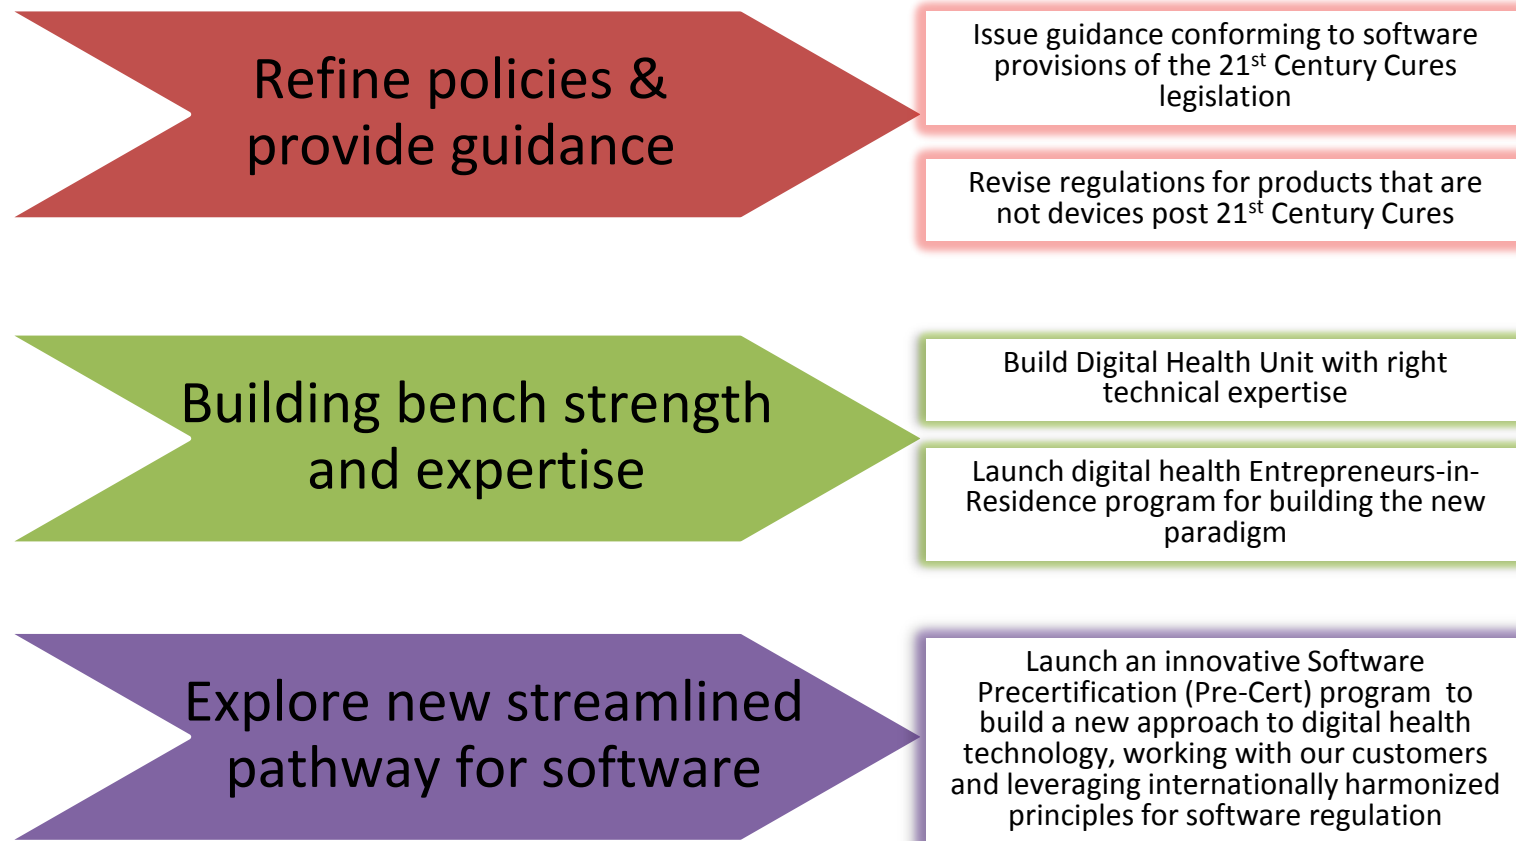 Refine policies &
provide guidance
Issue guidance conforming to software
provisions of the 21st Century Cures
legislation
Revise regulations for products that are
not devices post 21st Century Cures
Building bench strength
and expertise
Build Digital Health Unit with right
technical expertise
Launch digital health Entrepreneurs-in-
Residence program for building the new
paradigm
Explore new streamlined
pathway for software
Launch an innovative Software
Precertification (Pre-Cert) program  to
build a new approach to digital health
technology, working with our customers
and leveraging internationally harmonized
principles for software regulation